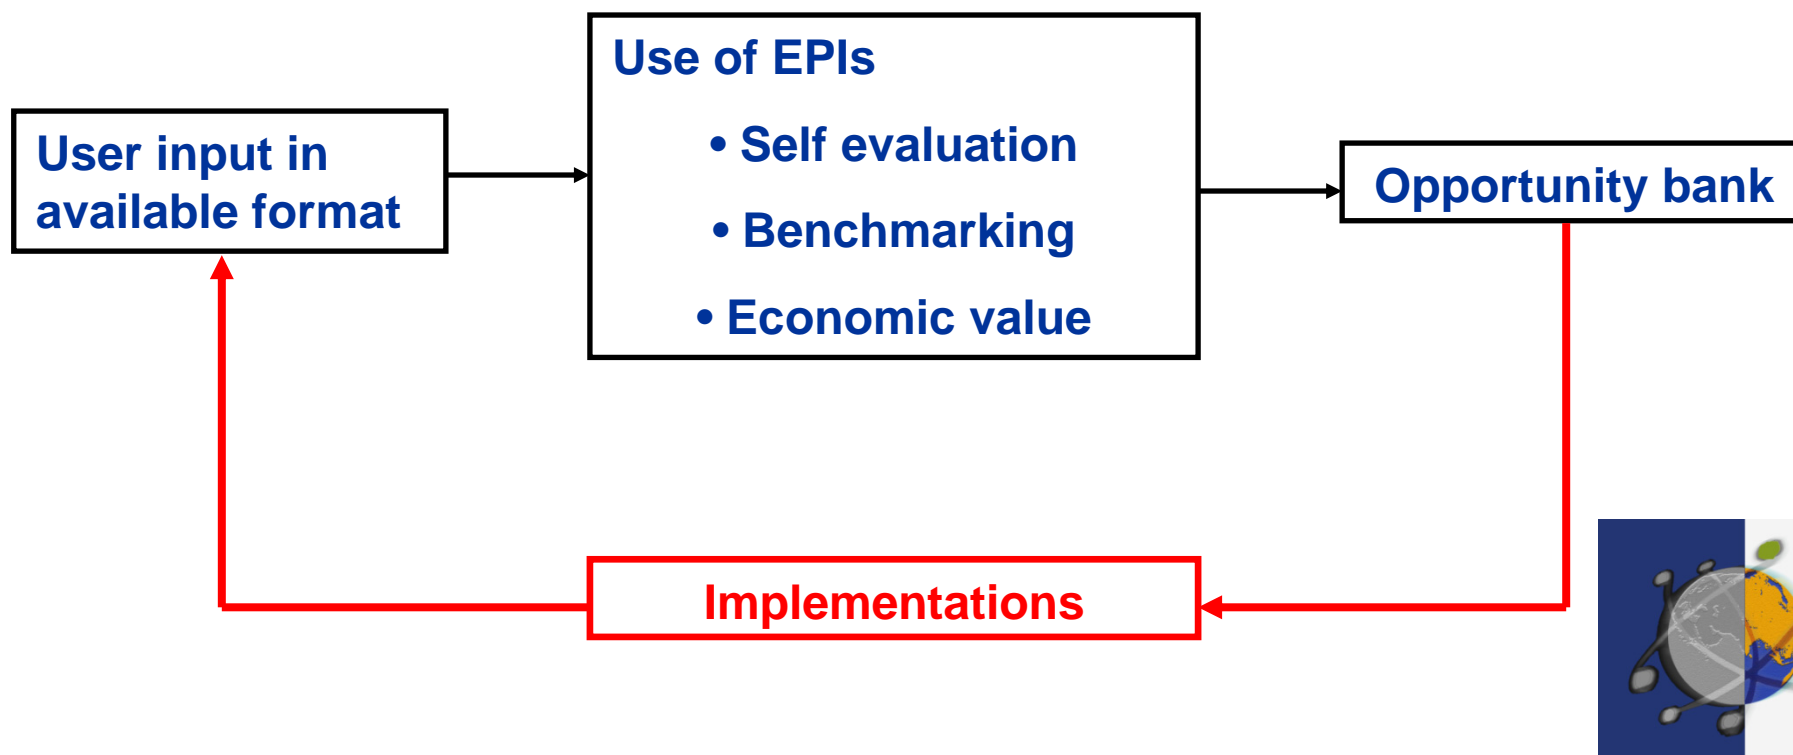 Use of EPIs
• Self evaluation
• Benchmarking
• Economic value
User input in
available format
Opportunity bank
Implementations